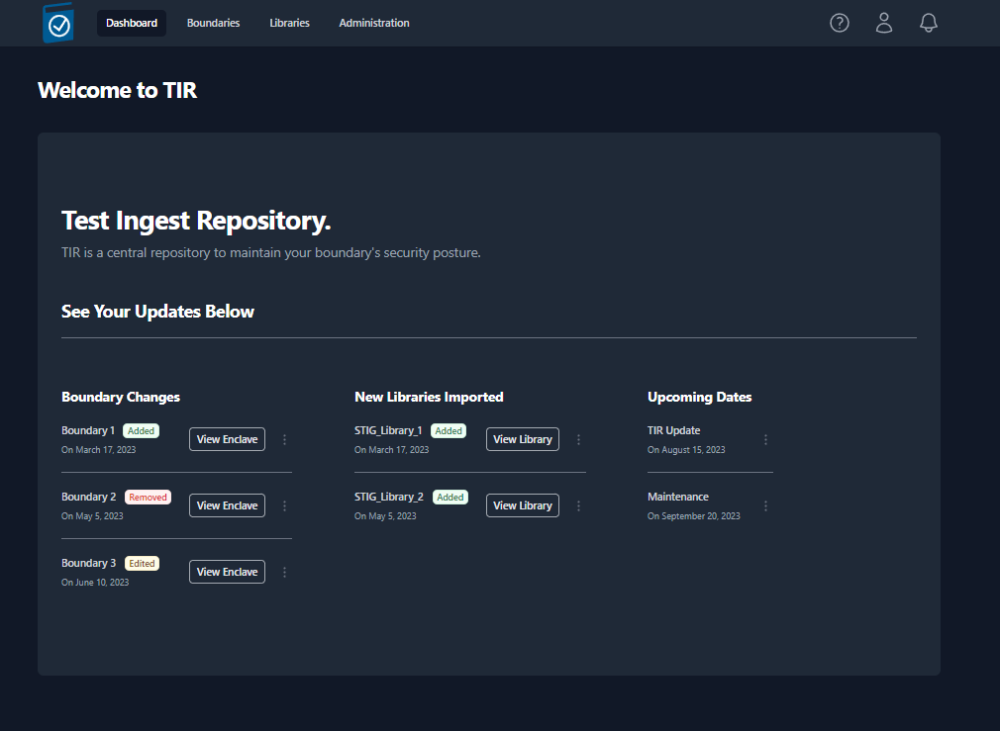 Dashboard Boundaries Libraries Administration
Welcome to TIR
Test Ingest Repository.
TIR is a central repository to maintain your boundary's security posture.
See Your Updates Below
Boundary Changes
Boundary 1 Added
On March 17, 2023
View Enclave
Boundary 2 Removed
On May 5, 2023
View Enclave
Boundary 3 Edited
On June 10, 2023
View Enclave
New Libraries Imported
STIG_Library_1 Added
On March 17, 2023
View Library
STIG_Library_2 Added
On May 5, 2023
View Library
Upcoming Dates
TIR Update
On August 15, 2023
Maintenance
On September 20, 2023